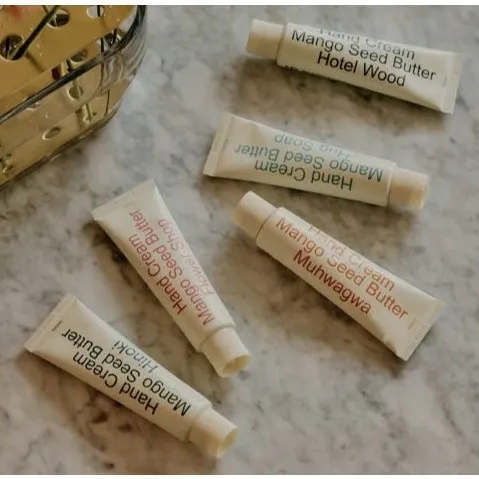 Hand Cream
Mango Seed Butter
Hotel Wood
Hand Cream
Mango Seed Butter
Hug Soap
Hand Cream
Mango Seed Butter
Flower Shop
Hand Cream
Mango Seed Butter
Muhwagwa
Hand Cream
Mango Seed Butter
Hinoki